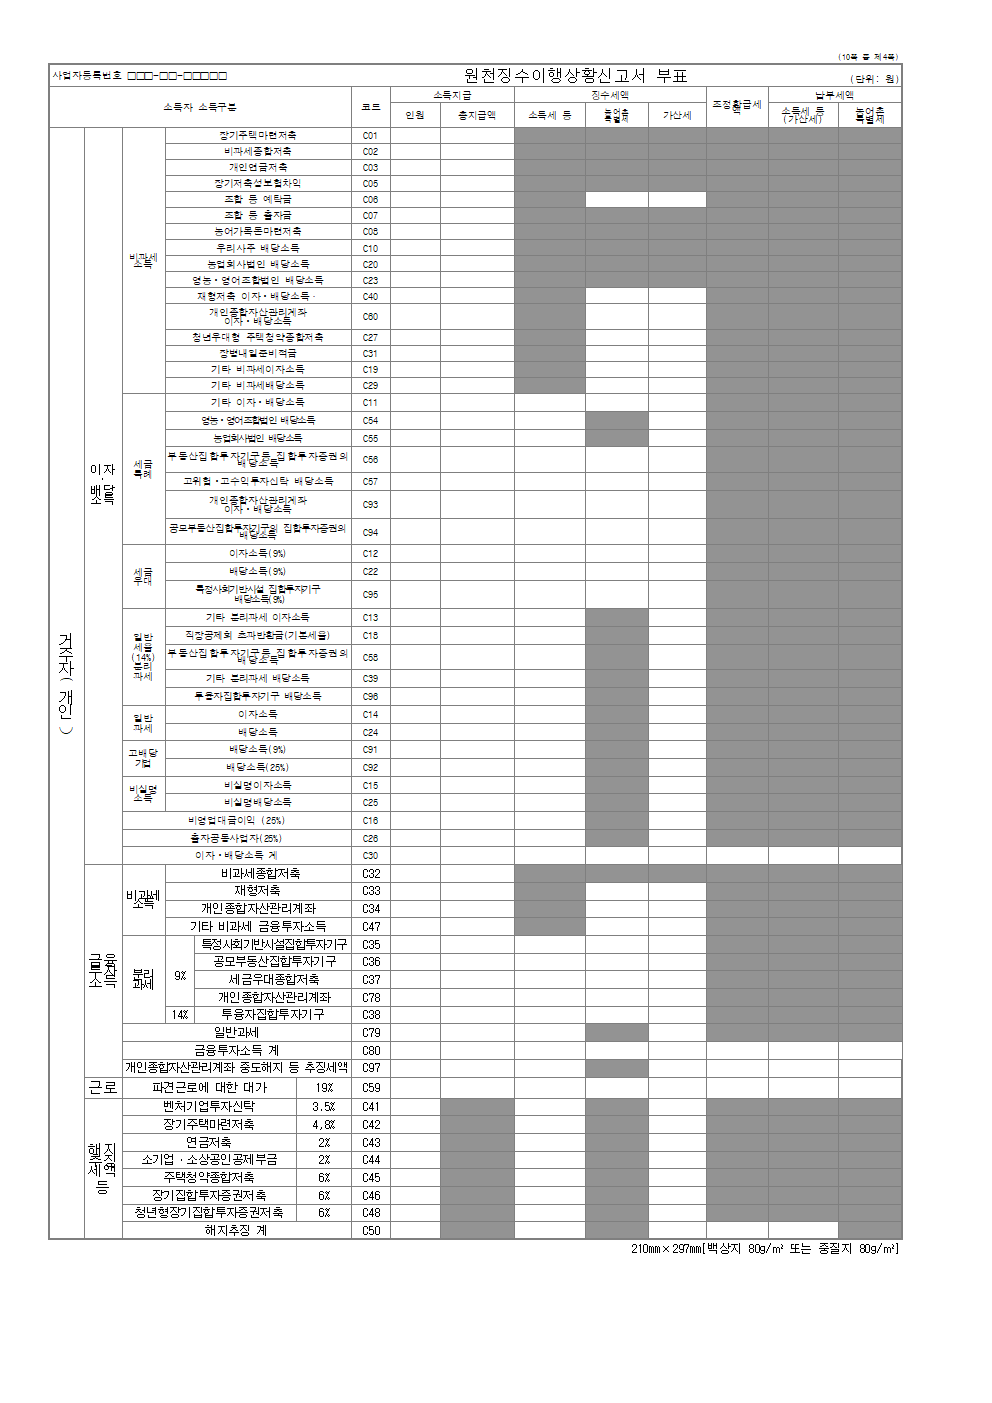 (10쪽 중 제4쪽)
사업자등록번호 □□□-□□-□□□□□ 원천징수이행상황신고서 부표 (단위: 원)
소득자 소득구분 코드 소득지급 징수세액 조정환급세액 납부세액
인원 총지급액 소득세 등 농어촌특별세 가산세 소득세 등(가산세) 농어촌특별세
거주자(개인)
이자·배당소득
비과세소득
장기주택마련저축 C01
비과세종합저축 C02
개인연금저축 C03
장기저축성보험차익 C05
조합 등 예탁금 C06
조합 등 출자금 C07
농어가목돈마련저축 C08
우리사주 배당소득 C10
농업회사법인 배당소득 C20
영농·영어조합법인 배당소득 C23
재형저축 이자·배당소득· C40
개인종합자산관리계좌
이자·배당소득 C60
청년우대형 주택청약종합저축 C27
장병내일준비적금 C31
기타 비과세이자소득 C19
기타 비과세배당소득 C29
세금특례
기타 이자·배당소득 C11
영농·영어조합법인 배당소득 C54
농업회사법인 배당소득 C55
부동산집합투자기구등 집합투자증권의
배당소득 C56
고위험·고수익투자신탁 배당소득 C57
개인종합자산관리계좌
이자·배당소득 C93
공모부동산집합투자기구의 집합투자증권의
배당소득 C94
세금우대
이자소득(9%) C12
배당소득(9%) C22
특정사회기반시설 집합투자기구
배당소득(9%) C95
일반세율(14%)분리과세
기타 분리과세 이자소득 C13
직장공제회 초과반환금(기본세율) C18
부동산집합투자기구등 집합투자증권의
배당소득 C58
기타 분리과세 배당소득 C39
투융자집합투자기구 배당소득 C96
일반과세
이자소득 C14
배당소득 C24
고배당기업
배당소득(9%) C91
배당소득(25%) C92
비실명소득
비실명이자소득 C15
비실명배당소득 C25
비영업대금이익 (25%) C16
출자공동사업자(25%) C26
이자·배당소득 계 C30
금융투자소득
비과세소득
비과세종합저축 C32
재형저축 C33
개인종합자산관리계좌 C34
기타 비과세 금융투자소득 C47
분리과세
9%
특정사회기반시설집합투자기구 C35
공모부동산집합투자기구 C36
세금우대종합저축 C37
개인종합자산관리계좌 C78
14% 투융자집합투자기구 C38
일반과세 C79
금융투자소득 계 C80
개인종합자산관리계좌 중도해지 등 추징세액 C97
근로 파견근로에 대한 대가 19% C59
해지추징세액 등
벤처기업투자신탁 3.5% C41
장기주택마련저축 4,8% C42
연금저축 2% C43
소기업·소상공인공제부금 2% C44
주택청약종합저축 6% C45
장기집합투자증권저축 6% C46
청년형장기집합투자증권저축 6% C48
해지추징 계 C50
210mm×297mm[백상지 80g/㎡ 또는 중질지 80g/㎡]